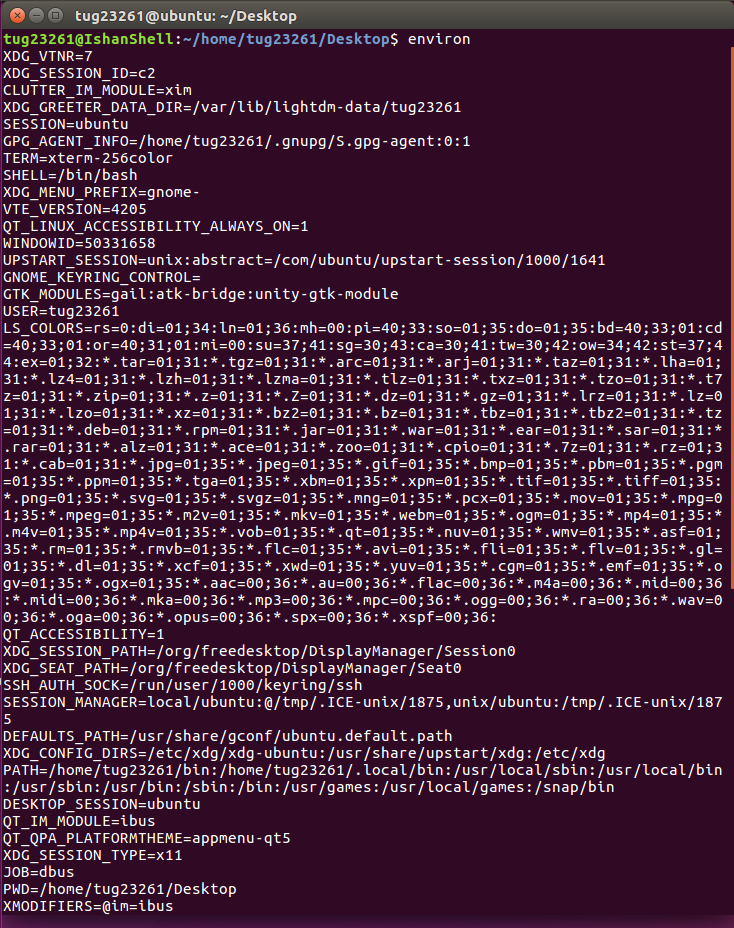 tug23261@ubuntu: ~/Desktop
tug23261@IshanShell:~/home/tug23261/Desktop$ environ
XDG_VTNR=7
XDG_SESSION_ID=c2
CLUTTER_IM_MODULE=xim
XDG_GREETER_DATA_DIR=/var/lib/lightdm-data/tug23261
SESSION=ubuntu
GPG_AGENT_INFO=/home/tug23261/.gnupg/S.gpg-agent:0:1
TERM=xterm-256color
SHELL=/bin/bash
XDG_MENU_PREFIX=gnome-
VTE_VERSION=4205
QT_LINUX_ACCESSIBILITY_ALWAYS_ON=1
WINDOWID=50331658
UPSTART_SESSION=unix:abstract=/com/ubuntu/upstart-session/1000/1641
GNOME_KEYRING_CONTROL=
GTK_MODULES=gail:atk-bridge:unity-gtk-module
USER=tug23261
LS_COLORS=rs=0:di=01;34:ln=01;36:mh=00:pi=40;33:so=01;35:do=01;35:bd=40;33;01:cd
=40;33;01:or=40;31;01:mi=00:su=37;41:sg=30;43:ca=30;41:tw=30;42:ow=34;42:st=37;4
4:ex=01;32:*.tar=01;31:*.tgz=01;31:*.arc=01;31:*.arj=01;31:*.taz=01;31:*.lha=01;
31:*.lz4=01;31:*.lzh=01;31:*.lzma=01;31:*.tlz=01;31:*.txz=01;31:*.tzo=01;31:*.t7
z=01;31:*.zip=01;31:*.z=01;31:*.Z=01;31:*.dz=01;31:*.gz=01;31:*.lrz=01;31:*.lz=0
1;31:*.lzo=01;31:*.xz=01;31:*.bz2=01;31:*.bz=01;31:*.tbz=01;31:*.tbz2=01;31:*.tz
=01;31:*.deb=01;31:*.rpm=01;31:*.jar=01;31:*.war=01;31:*.ear=01;31:*.sar=01;31:*
.rar=01;31:*.alz=01;31:*.ace=01;31:*.zoo=01;31:*.cpio=01;31:*.7z=01;31:*.rz=01;3
1:*.cab=01;31:*.jpg=01;35:*.jpeg=01;35:*.gif=01;35:*.bmp=01;35:*.pbm=01;35:*.pgm
=01;35:*.ppm=01;35:*.tga=01;35:*.xbm=01;35:*.xpm=01;35:*.tif=01;35:*.tiff=01;35:
*.png=01;35:*.svg=01;35:*.svgz=01;35:*.mng=01;35:*.pcx=01;35:*.mov=01;35:*.mpg=0
1;35:*.mpeg=01;35:*.m2v=01;35:*.mkv=01;35:*.webm=01;35:*.ogm=01;35:*.mp4=01;35:*
.m4v=01;35:*.mp4v=01;35:*.vob=01;35:*.qt=01;35:*.nuv=01;35:*.wmv=01;35:*.asf=01;
35:*.rm=01;35:*.rmvb=01;35:*.flc=01;35:*.avi=01;35:*.fli=01;35:*.flv=01;35:*.gl=
01;35:*.dl=01;35:*.xcf=01;35:*.xwd=01;35:*.yuv=01;35:*.cgm=01;35:*.emf=01;35:*.o
gv=01;35:*.ogx=01;35:*.aac=00;36:*.au=00;36:*.flac=00;36:*.m4a=00;36:*.mid=00;36
:*.midi=00;36:*.mka=00;36:*.mp3=00;36:*.mpc=00;36:*.ogg=00;36:*.ra=00;36:*.wav=0
0;36:*.oga=00;36:*.opus=00;36:*.spx=00;36:*.xspf=00;36:
QT_ACCESSIBILITY=1
XDG_SESSION_PATH=/org/freedesktop/DisplayManager/Session0
XDG_SEAT_PATH=/org/freedesktop/DisplayManager/Seat0
SSH_AUTH_SOCK=/run/user/1000/keyring/ssh
SESSION_MANAGER=local/ubuntu:@/tmp/.ICE-unix/1875,unix/ubuntu:/tmp/.ICE-unix/187
5
DEFAULTS_PATH=/usr/share/gconf/ubuntu.default.path
XDG_CONFIG_DIRS=/etc/xdg/xdg-ubuntu:/usr/share/upstart/xdg:/etc/xdg
PATH=/home/tug23261/bin:/home/tug23261/.local/bin:/usr/local/sbin:/usr/local/bin
:/usr/sbin:/usr/bin:/sbin:/bin:/usr/games:/usr/local/games:/snap/bin
DESKTOP_SESSION=ubuntu
QT_IM_MODULE=ibus
QT_QPA_PLATFORMTHEME=appmenu-qt5
XDG_SESSION_TYPE=x11
JOB=dbus
PWD=/home/tug23261/Desktop
XMODIFIERS=@im=ibus